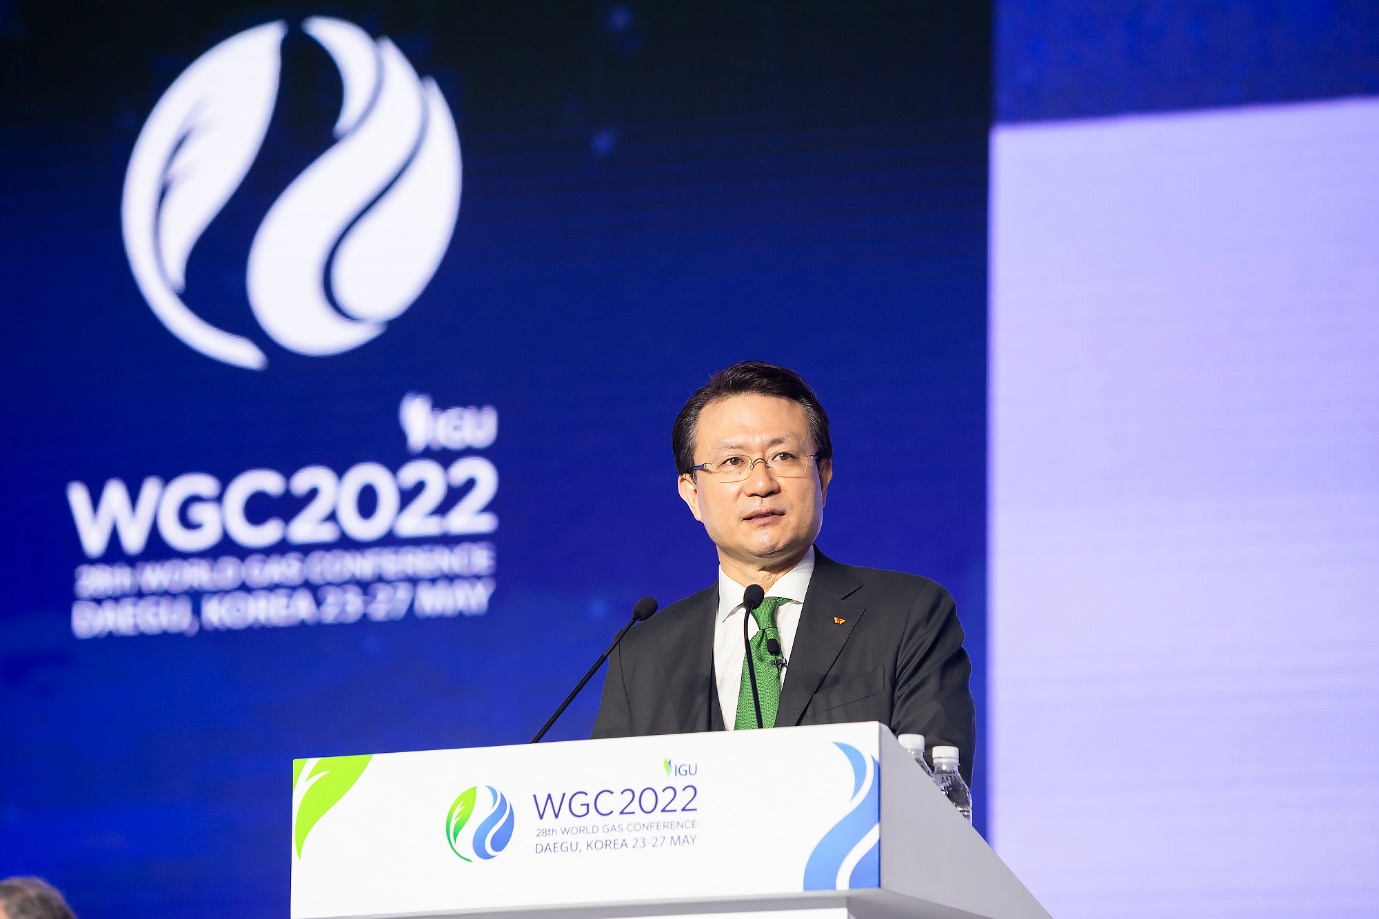 IGU
WGC2022
28th WORLD GAS CONFERENCE
DAEGU, KOREA 23-27 MAY
IGU
WGC2022
28th WORLD GAS CONFERENCE
DAEGU, KOREA 23-27 MAY